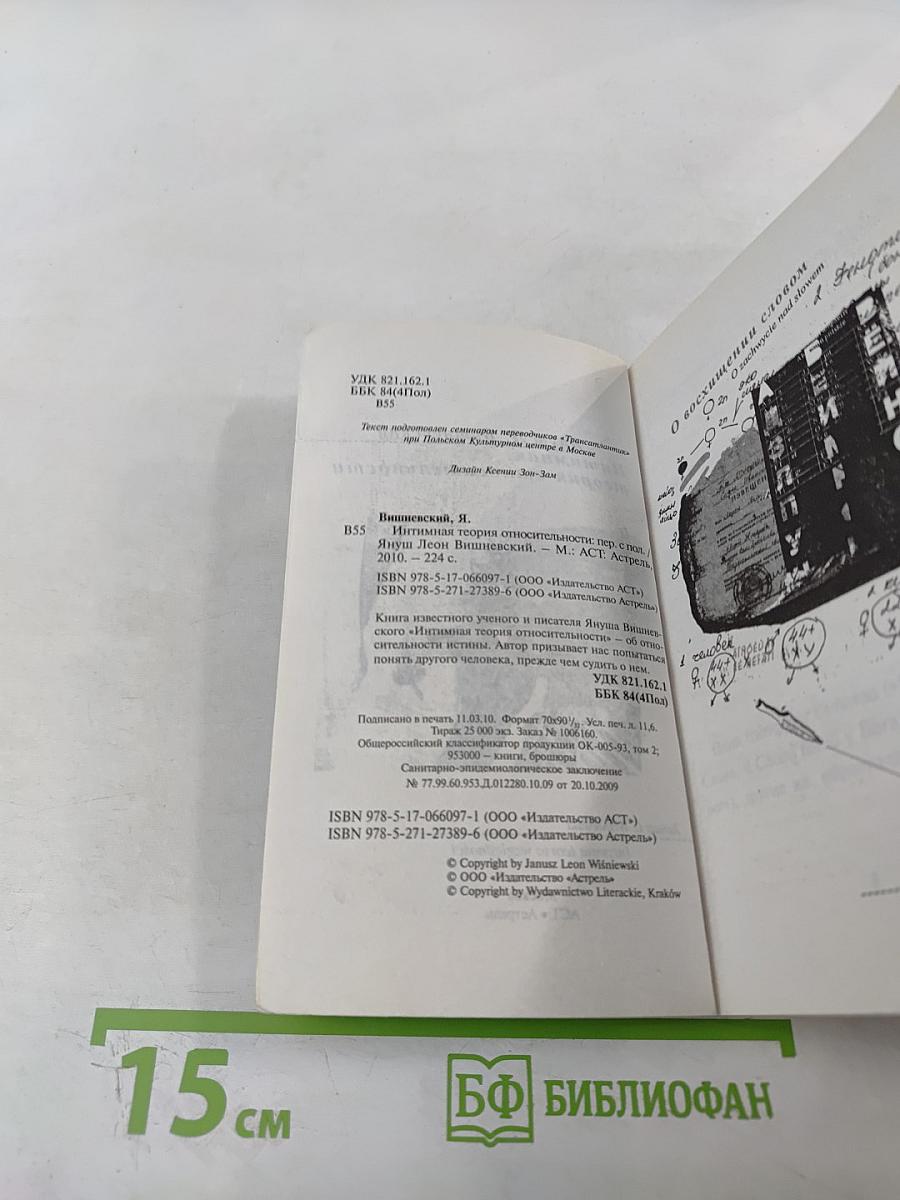 УДК 821.162.1
ББК 84(4Пол)
В55
Текст подготовлен семинаром переводчиков «Трансатлантик»
при Польском Культурном центре в Москве
Дизайн Ксении Зон-Зам
Вишневский, Я.
В55 Интимная теория относительности: пер. с пол. /
Януш Леон Вишневский. — М.: АСТ: Астрель,
2010. — 224 с.
ISBN 978-5-17-066097-1 (ООО «Издательство АСТ»)
ISBN 978-5-271-27389-6 (ООО «Издательство Астрель»)
Книга известного ученого и писателя Януша Вишнев-
ского «Интимная теория относительности» — об отно-
сительности истины. Автор призывает нас попытаться
понять другого человека, прежде чем судить о нем.
УДК 821.162.1
ББК 84(4Пол)
Подписано в печать 11.03.10. Формат 70х90 1/32. Усл. печ. л. 11,6.
Тираж 25 000 экз. Заказ № 1006160.
Общероссийский классификатор продукции ОК-005-93, том 2;
953000 — книги, брошюры
Санитарно-эпидемиологическое заключение
№ 77.99.60.953.Д.012280.10.09 от 20.10.2009
ISBN 978-5-17-066097-1 (ООО «Издательство АСТ»)
ISBN 978-5-271-27389-6 (ООО «Издательство Астрель»)
© Copyright by Janusz Leon Wiśniewski
© ООО «Издательство «Астрель»
© Copyright by Wydawnictwo Literackie, Kraków
О восхищении словом
O zachwycie nad słowem
1 человек
44+
XX
44+
XY
15 см
БФ БИБЛИОФАН